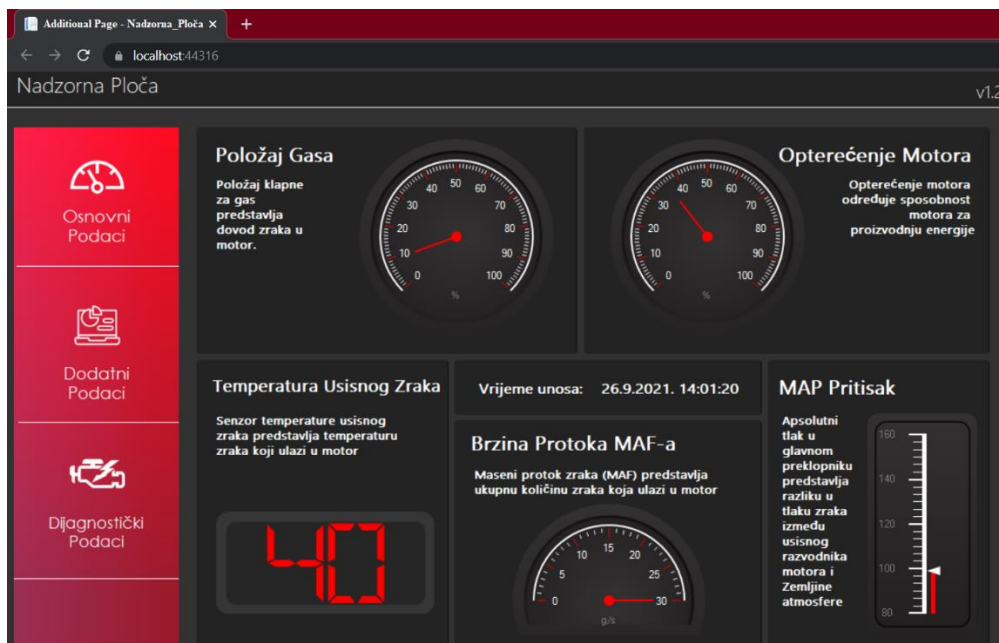 Additional Page - Nadzorna_Ploča
localhost:44316
Nadzorna Ploča
v1.2
Osnovni
Podaci
Dodatni
Podaci
Dijagnostički
Podaci
Položaj Gasa
Položaj klapne
za gas
predstavlja
dovod zraka u
motor.
0
10
20
30
40
50
60
70
80
90
100
%
Opterećenje Motora
Opterećenje motora
određuje sposobnost
motora za
proizvodnju energije
0
10
20
30
40
50
60
70
80
90
100
%
Temperatura Usisnog Zraka
Senzor temperature usisnog
zraka predstavlja temperaturu
zraka koji ulazi u motor
40
Vrijeme unosa: 26.9.2021. 14:01:20
Brzina Protoka MAF-a
Maseni protok zraka (MAF) predstavlja
ukupnu količinu zraka koja ulazi u motor
0
5
10
15
20
25
30
g/s
MAP Pritisak
Apsolutni
tlak u
glavnom
preklopniku
predstavlja
razliku u
tlaku zraka
između
usisnog
razvodnika
motora i
Zemljine
atmosfere
160
140
120
100
80